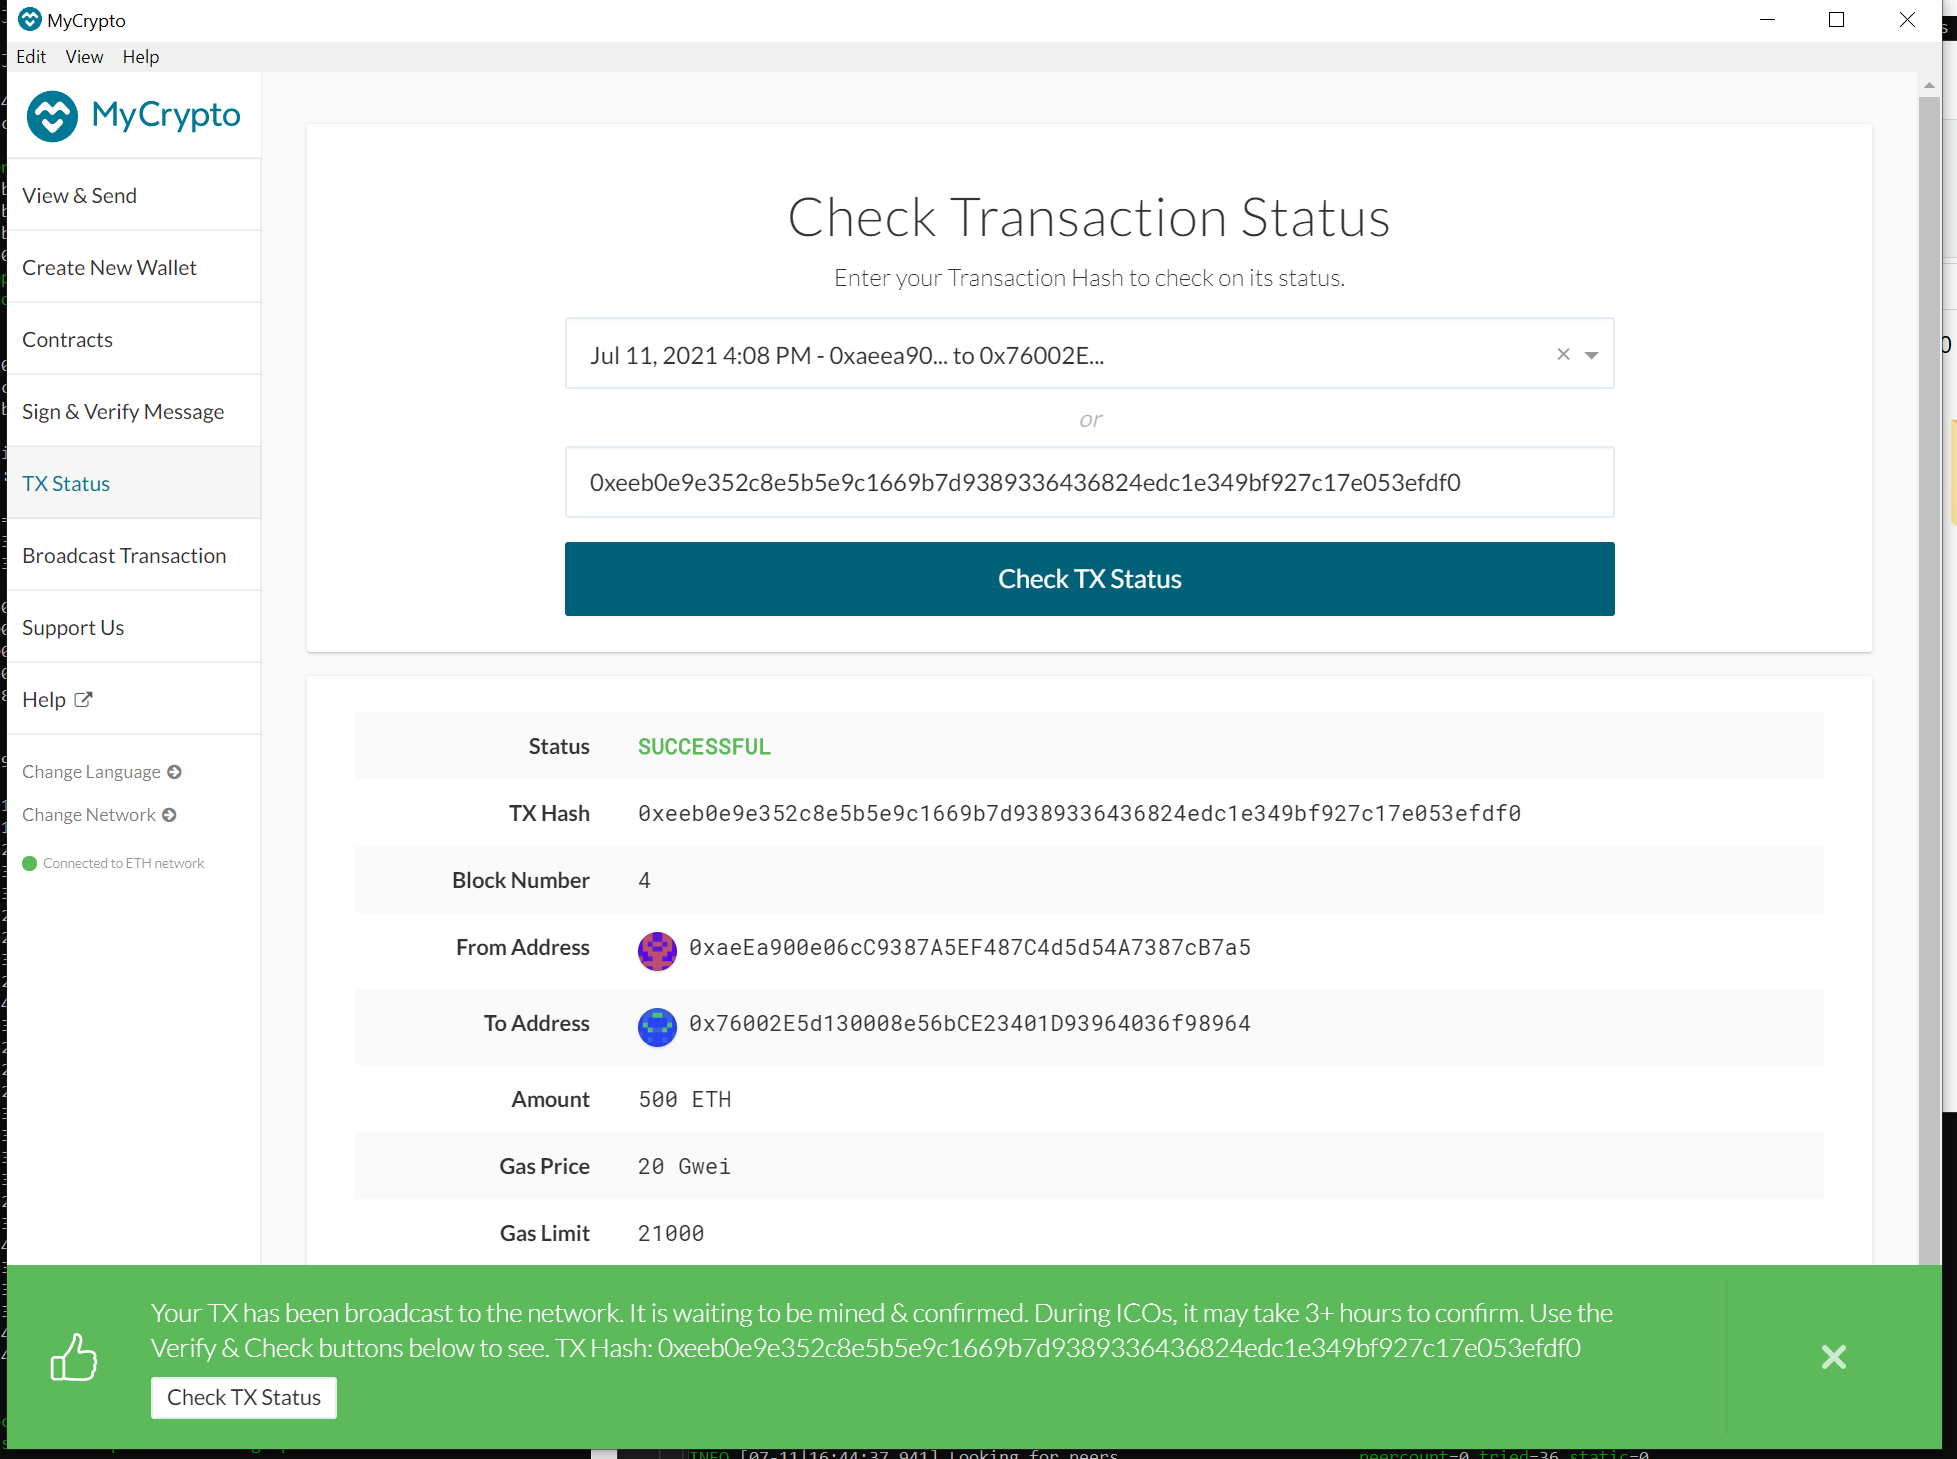 MyCrypto
Edit View Help
MyCrypto
View & Send
Create New Wallet
Contracts
Sign & Verify Message
TX Status
Broadcast Transaction
Support Us
Help
Change Language
Change Network
Connected to ETH network
Check Transaction Status
Enter your Transaction Hash to check on its status.
Jul 11, 2021 4:08 PM - 0xaeea90... to 0x76002E...
or
0xeeb0e9e352c8e5b5e9c1669b7d9389336436824edc1e349bf927c17e053efdf0
Check TX Status
Status SUCCESSFUL
TX Hash 0xeeb0e9e352c8e5b5e9c1669b7d9389336436824edc1e349bf927c17e053efdf0
Block Number 4
From Address 0xaeEa900e06cC9387A5EF487C4d5d54A7387cB7a5
To Address 0x76002E5d130008e56bCE23401D93964036f98964
Amount 500 ETH
Gas Price 20 Gwei
Gas Limit 21000
Your TX has been broadcast to the network. It is waiting to be mined & confirmed. During ICOs, it may take 3+ hours to confirm. Use the
Verify & Check buttons below to see. TX Hash: 0xeeb0e9e352c8e5b5e9c1669b7d9389336436824edc1e349bf927c17e053efdf0
Check TX Status
INFO [07-11|16:44:37.941] Looking for peers peercount=0 tried=36 static=0